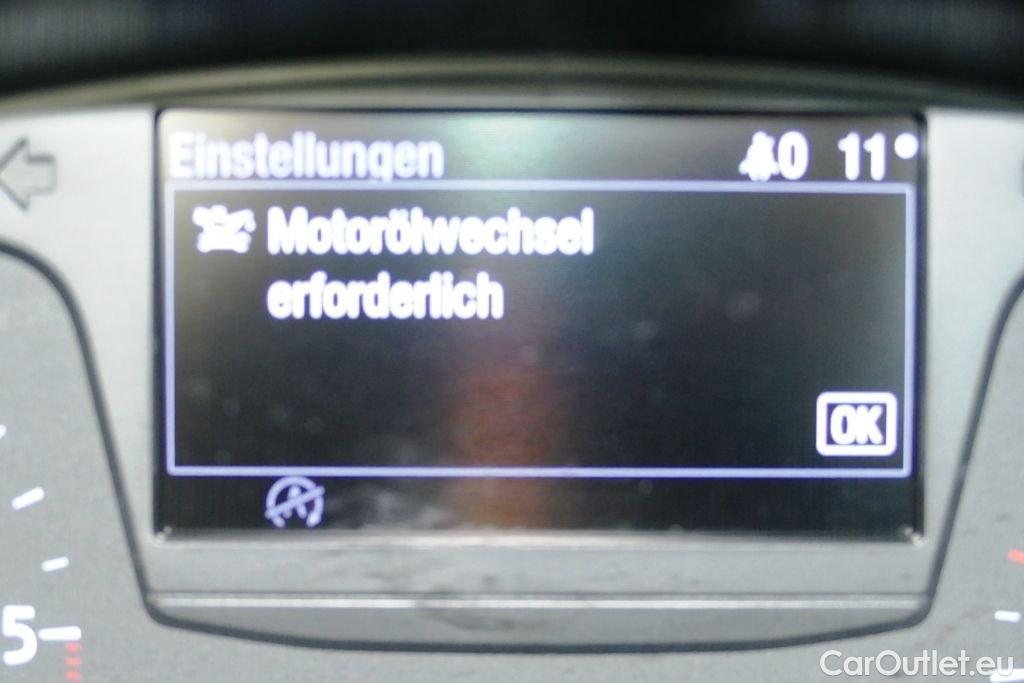 Einstellungen 0 11°
Motorölwechsel
erforderlich
OK
5
CarOutlet.eu